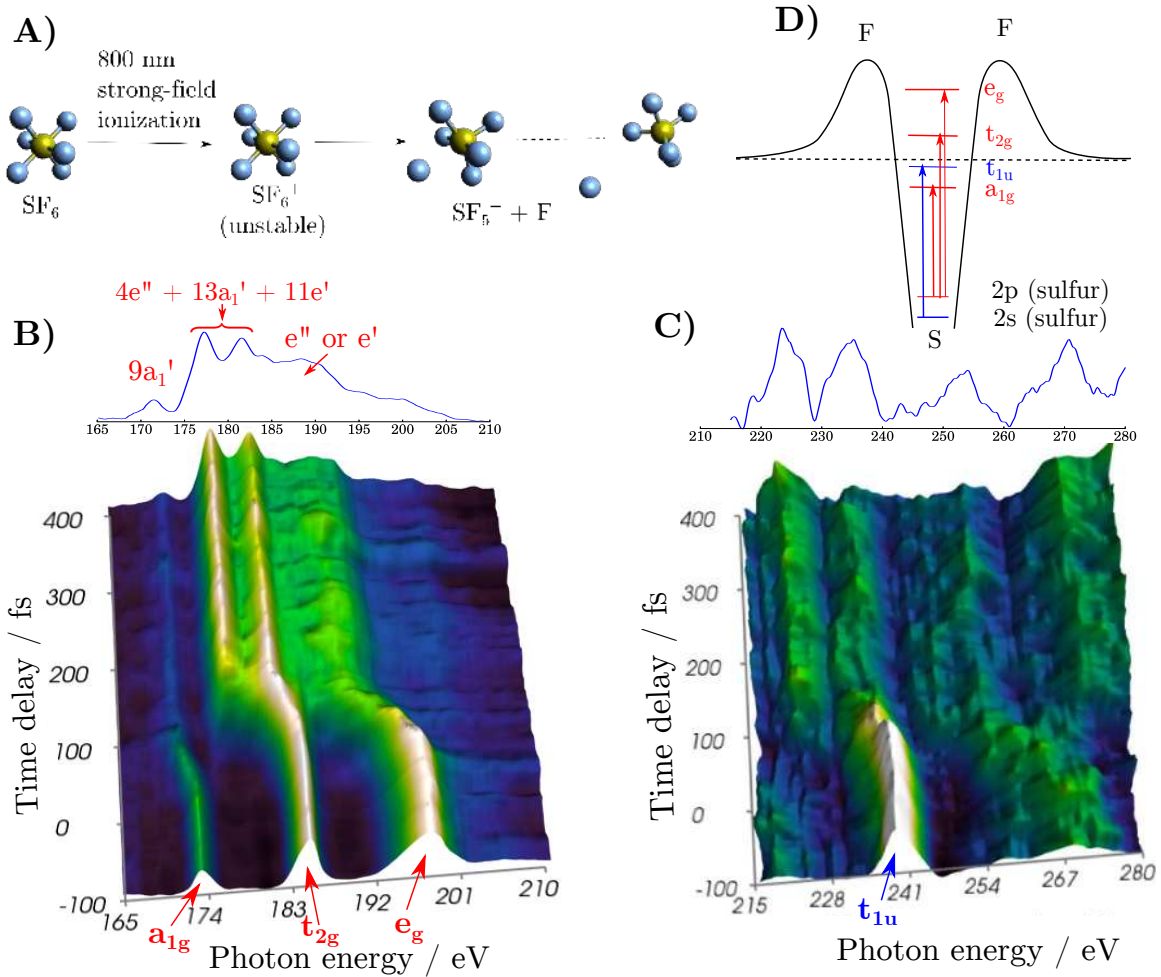 A)
800 nm
strong-field
ionization
SF6
SF6+
(unstable)
SF5− + F
D)
F
F
eg
t2g
t1u
a1g
2p (sulfur)
2s (sulfur)
S
B)
4e" + 13a1' + 11e'
9a1'
e" or e'
165 170 175 180 185 190 195 200 205 210
400
300
200
100
0
-100
Time delay / fs
165 174 183 192 201 210
a1g
t2g
eg
Photon energy / eV
C)
210 220 230 240 250 260 270 280
400
300
200
100
0
-100
Time delay / fs
215 228 241 254 267 280
t1u
Photon energy / eV